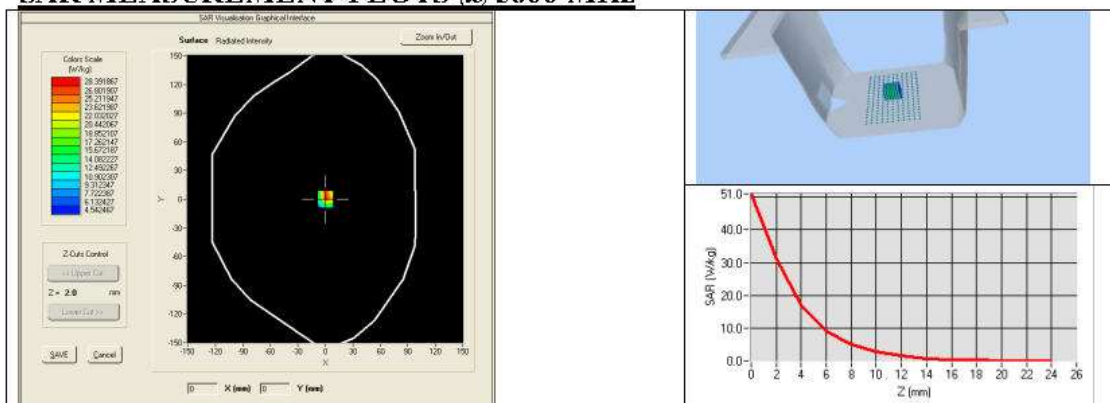 SAR MEASUREMENT PLOTS @ 5600 MHz
SAR Visualisation Graphical Interface
Surface Radiated Intensity
Zoom In/Out
Colors Scale
(W/kg)
28.391867
26.801907
25.211947
23.621987
22.032027
20.442067
18.852107
17.262147
15.672187
14.082227
12.492267
10.902307
9.312347
7.722387
6.132427
4.542467
Z-Cuts Control
<< Upper Cut
Z = 2.0 mm
Lower Cut >>
SAVE Cancel
Y
150
120
90
60
30
0
-30
-60
-90
-120
-150
-150 -120 -90 -60 -30 0 30 60 90 120 150
X
0 X (mm) 0 Y (mm)
SAR (W/kg)
51.0
40.0
30.0
20.0
10.0
0.0
0 2 4 6 8 10 12 14 16 18 20 22 24 26
Z (mm)